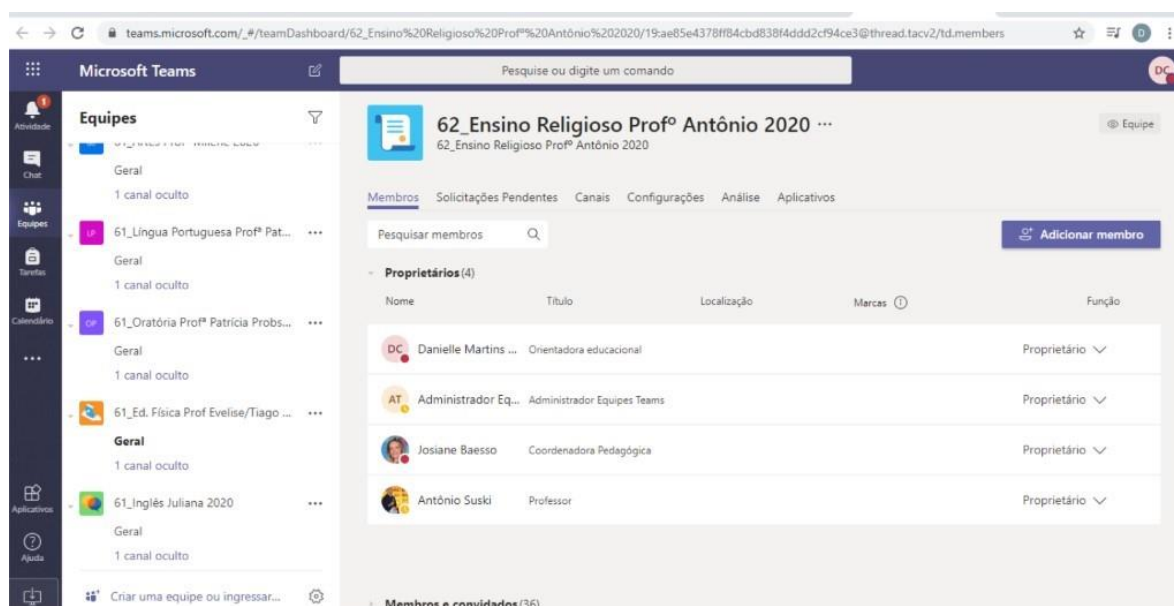 teams.microsoft.com/_#/teamDashboard/62_Ensino%20Religioso%20Profº%20Antônio%202020/19:ae85e4378ff84cbd838f4ddd2cf94ce3@thread.tacv2/td.members
D
Microsoft Teams
Pesquise ou digite um comando
DC
1
Atividade
Chat
Equipes
Tarefas
Calendário
Aplicativos
Ajuda
Equipes
Geral
1 canal oculto
LP
61_Língua Portuguesa Profª Pat...
Geral
1 canal oculto
OP
61_Oratória Profª Patrícia Probs...
Geral
1 canal oculto
61_Ed. Física Prof Evelise/Tiago ...
Geral
1 canal oculto
61_Inglês Juliana 2020
Geral
1 canal oculto
Criar uma equipe ou ingressar...
62_Ensino Religioso Profº Antônio 2020 ...
62_Ensino Religioso Profº Antônio 2020
Equipe
Membros Solicitações Pendentes Canais Configurações Análise Aplicativos
Pesquisar membros
Adicionar membro
Proprietários (4)
Nome Título Localização Marcas Função
DC Danielle Martins ... Orientadora educacional Proprietário
AT Administrador Eq... Administrador Equipes Teams Proprietário
Josiane Baesso Coordenadora Pedagógica Proprietário
Antônio Suski Professor Proprietário
Membros e convidados (36)